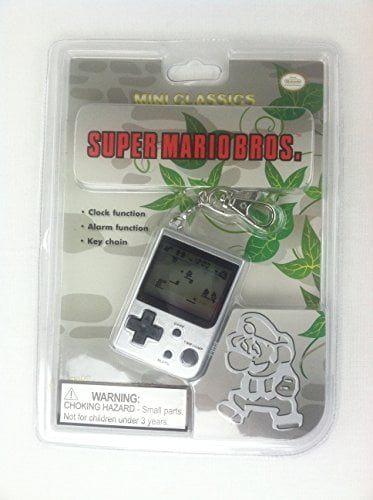 Nintendo
MINI CLASSICS
SUPER MARIO BROS.
• Clock function
• Alarm function
• Key chain
WARNING:
CHOKING HAZARD - Small parts.
Not for children under 3 years.